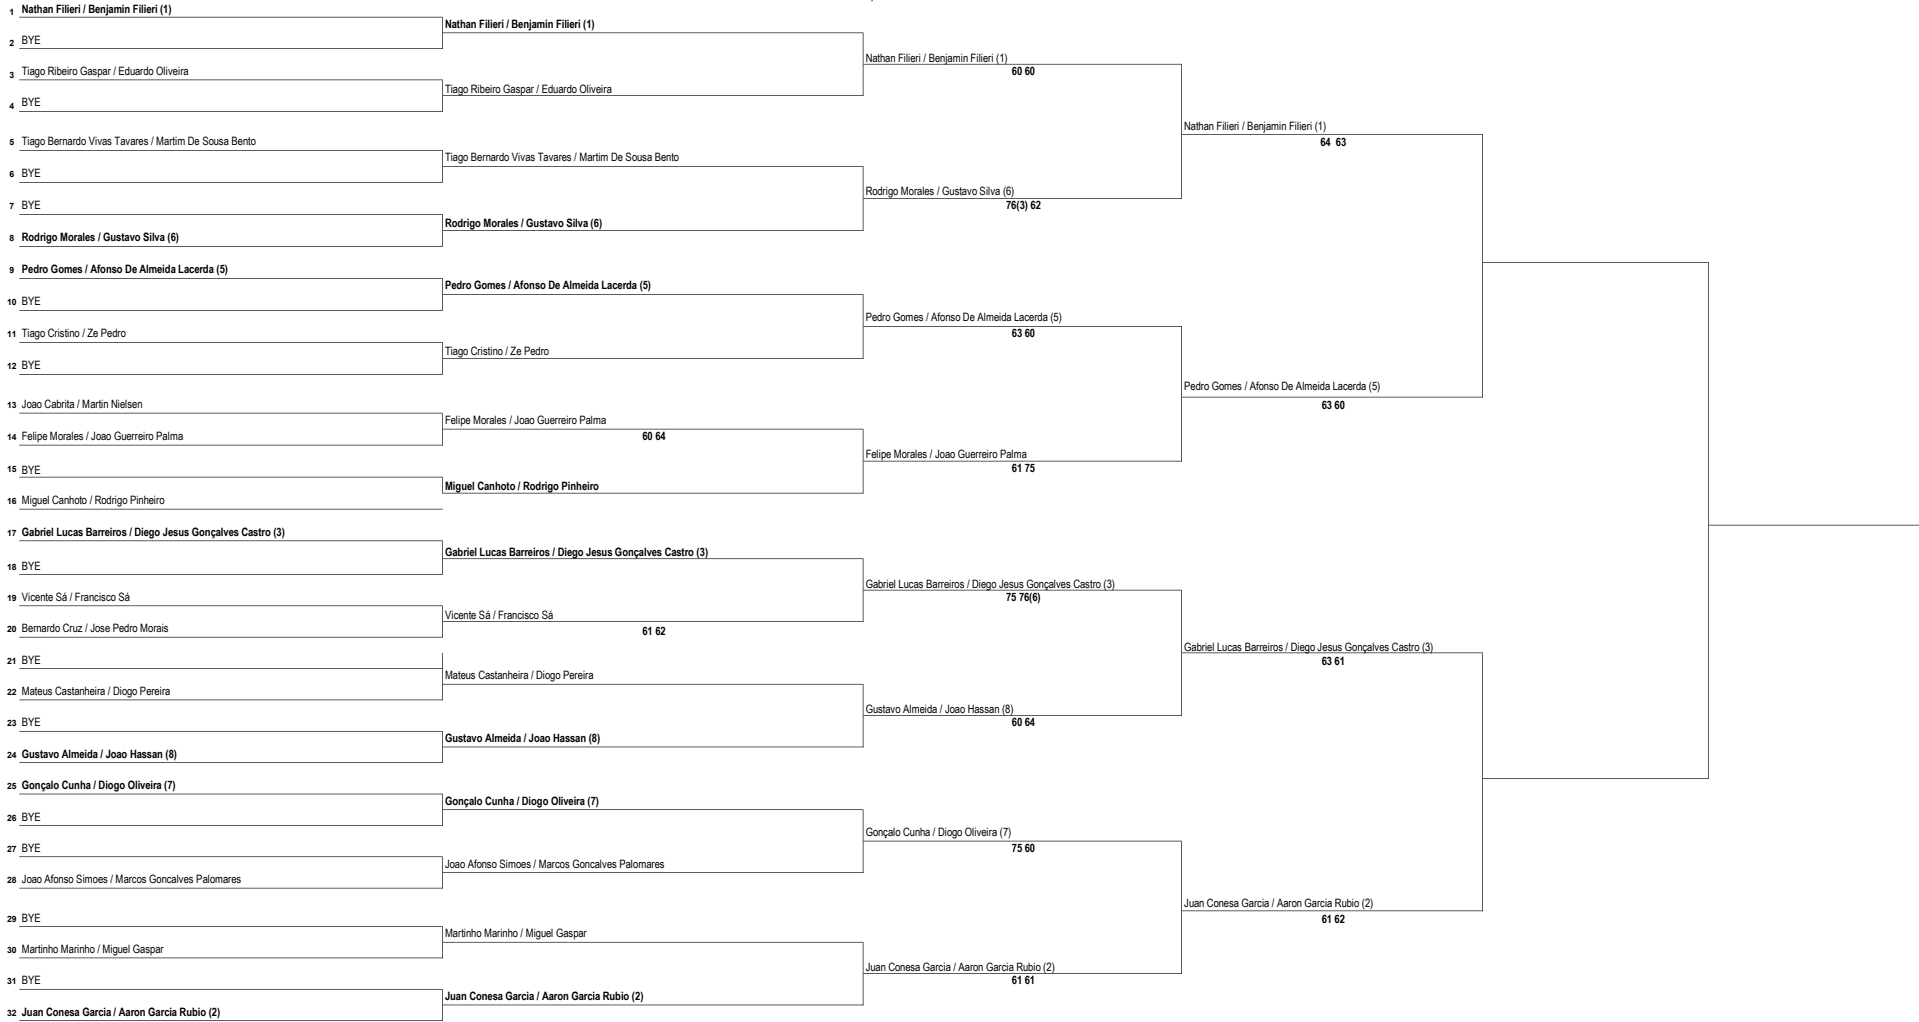 1 Nathan Filieri / Benjamin Filieri (1)
2 BYE
3 Tiago Ribeiro Gaspar / Eduardo Oliveira
4 BYE
5 Tiago Bernardo Vivas Tavares / Martim De Sousa Bento
6 BYE
7 BYE
8 Rodrigo Morales / Gustavo Silva (6)
9 Pedro Gomes / Afonso De Almeida Lacerda (5)
10 BYE
11 Tiago Cristino / Ze Pedro
12 BYE
13 Joao Cabrita / Martin Nielsen
14 Felipe Morales / Joao Guerreiro Palma
15 BYE
16 Miguel Canhoto / Rodrigo Pinheiro
17 Gabriel Lucas Barreiros / Diego Jesus Gonçalves Castro (3)
18 BYE
19 Vicente Sá / Francisco Sá
20 Bernardo Cruz / Jose Pedro Morais
21 BYE
22 Mateus Castanheira / Diogo Pereira
23 BYE
24 Gustavo Almeida / Joao Hassan (8)
25 Gonçalo Cunha / Diogo Oliveira (7)
26 BYE
27 BYE
28 Joao Afonso Simoes / Marcos Goncalves Palomares
29 BYE
30 Martinho Marinho / Miguel Gaspar
31 BYE
32 Juan Conesa Garcia / Aaron Garcia Rubio (2)
Nathan Filieri / Benjamin Filieri (1)
Tiago Ribeiro Gaspar / Eduardo Oliveira
Tiago Bernardo Vivas Tavares / Martim De Sousa Bento
Rodrigo Morales / Gustavo Silva (6)
Pedro Gomes / Afonso De Almeida Lacerda (5)
Tiago Cristino / Ze Pedro
Felipe Morales / Joao Guerreiro Palma
60 64
Miguel Canhoto / Rodrigo Pinheiro
Gabriel Lucas Barreiros / Diego Jesus Gonçalves Castro (3)
Vicente Sá / Francisco Sá
61 62
Mateus Castanheira / Diogo Pereira
Gustavo Almeida / Joao Hassan (8)
Gonçalo Cunha / Diogo Oliveira (7)
Joao Afonso Simoes / Marcos Goncalves Palomares
Martinho Marinho / Miguel Gaspar
Juan Conesa Garcia / Aaron Garcia Rubio (2)
Nathan Filieri / Benjamin Filieri (1)
60 60
Rodrigo Morales / Gustavo Silva (6)
76(3) 62
Pedro Gomes / Afonso De Almeida Lacerda (5)
63 60
Felipe Morales / Joao Guerreiro Palma
61 75
Gabriel Lucas Barreiros / Diego Jesus Gonçalves Castro (3)
75 76(6)
Gustavo Almeida / Joao Hassan (8)
60 64
Gonçalo Cunha / Diogo Oliveira (7)
75 60
Juan Conesa Garcia / Aaron Garcia Rubio (2)
61 61
Nathan Filieri / Benjamin Filieri (1)
64 63
Pedro Gomes / Afonso De Almeida Lacerda (5)
63 60
Gabriel Lucas Barreiros / Diego Jesus Gonçalves Castro (3)
63 61
Juan Conesa Garcia / Aaron Garcia Rubio (2)
61 62